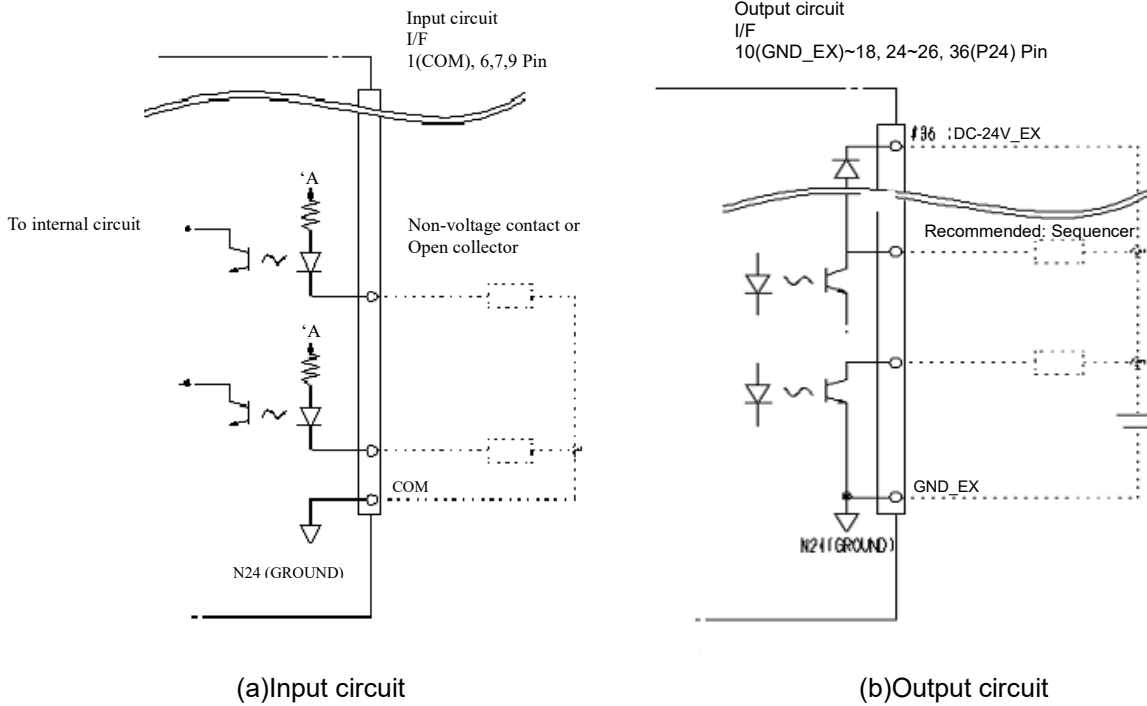 Input circuit
I/F
1(COM), 6,7,9 Pin
‘A
To internal circuit
Non-voltage contact or
Open collector
‘A
COM
N24 (GROUND)
(a)Input circuit
Output circuit
I/F
10(GND_EX)~18, 24~26, 36(P24) Pin
#36 :DC-24V_EX
Recommended: Sequencer
GND_EX
N24(GROUND)
(b)Output circuit